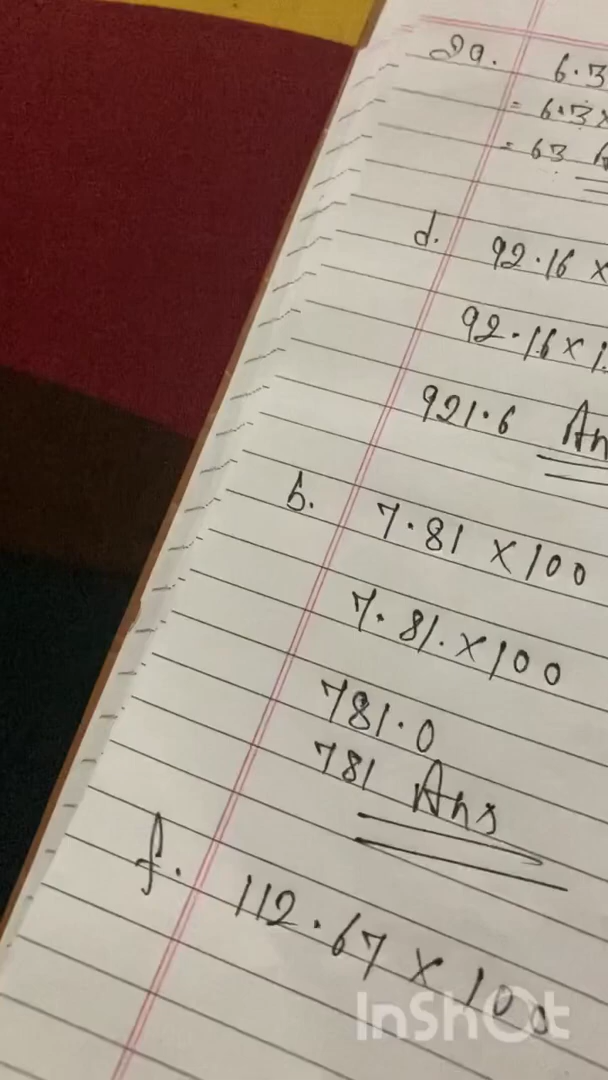 2a. 6.3
= 6.3×
= 63
d. 92.16 ×
92.16 × 1
921.6 An
b. 7.81 × 100
7.81. × 100
781.0
781 Ans
f. 112.67 × 100
InShOt